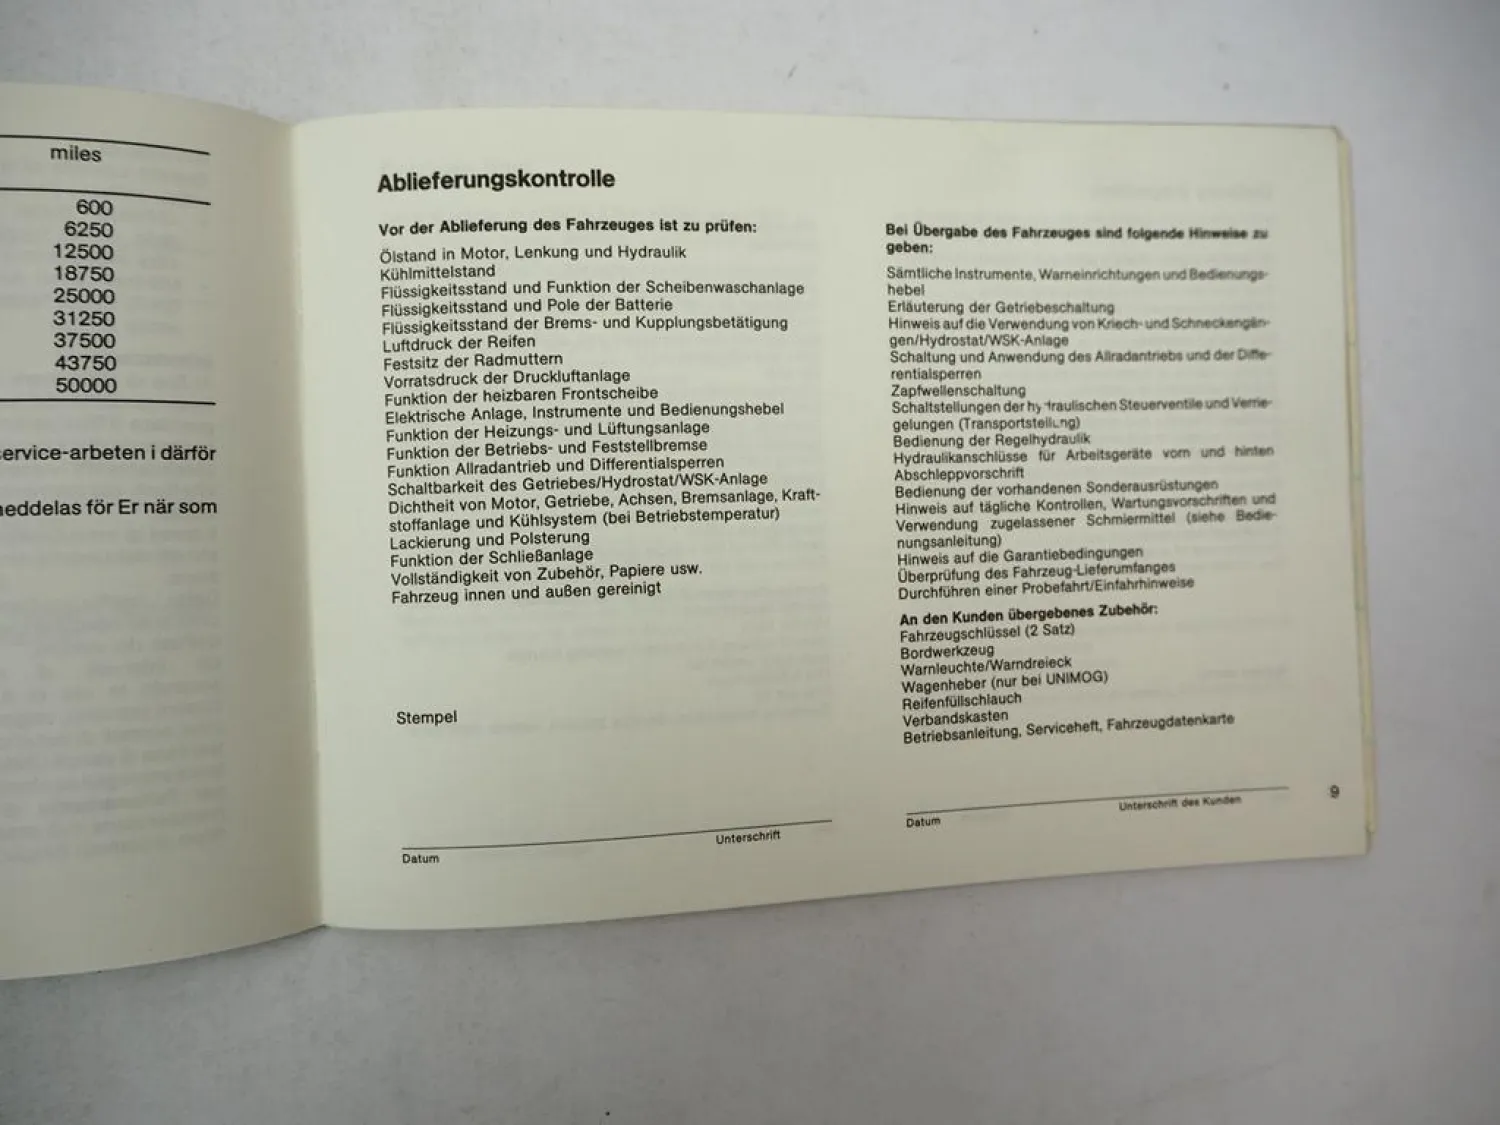 miles
600
6250
12500
18750
25000
31250
37500
43750
50000
ervice-arbeten i därför
eddelas för Er när som
Ablieferungskontrolle
Vor der Ablieferung des Fahrzeuges ist zu prüfen:
Ölstand in Motor, Lenkung und Hydraulik
Kühlmittelstand
Flüssigkeitsstand und Funktion der Scheibenwaschanlage
Flüssigkeitsstand und Pole der Batterie
Flüssigkeitsstand der Brems- und Kupplungsbetätigung
Luftdruck der Reifen
Festsitz der Radmuttern
Vorratsdruck der Druckluftanlage
Funktion der heizbaren Frontscheibe
Elektrische Anlage, Instrumente und Bedienungshebel
Funktion der Heizungs- und Lüftungsanlage
Funktion der Betriebs- und Feststellbremse
Funktion Allradantrieb und Differentialsperren
Schaltbarkeit des Getriebes/Hydrostat/WSK-Anlage
Dichtheit von Motor, Getriebe, Achsen, Bremsanlage, Kraft-
stoffanlage und Kühlsystem (bei Betriebstemperatur)
Lackierung und Polsterung
Funktion der Schließanlage
Vollständigkeit von Zubehör, Papiere usw.
Fahrzeug innen und außen gereinigt
Stempel
Datum Unterschrift
Bei Übergabe des Fahrzeuges sind folgende Hinweise zu
geben:
Sämtliche Instrumente, Warneinrichtungen und Bedienungs-
hebel
Erläuterung der Getriebeschaltung
Hinweis auf die Verwendung von Kriech- und Schneckengän-
gen/Hydrostat/WSK-Anlage
Schaltung und Anwendung des Allradantriebs und der Diffe-
rentialsperren
Zapfwellenschaltung
Schaltstellungen der hydraulischen Steuerventile und Verrie-
gelungen (Transportstellung)
Bedienung der Regelhydraulik
Hydraulikanschlüsse für Arbeitsgeräte vorn und hinten
Abschleppvorschrift
Bedienung der vorhandenen Sonderausrüstungen
Hinweis auf tägliche Kontrollen, Wartungsvorschriften und
Verwendung zugelassener Schmiermittel (siehe Bedie-
nungsanleitung)
Hinweis auf die Garantiebedingungen
Überprüfung des Fahrzeug-Lieferumfanges
Durchführen einer Probefahrt/Einfahrhinweise
An den Kunden übergebenes Zubehör:
Fahrzeugschlüssel (2 Satz)
Bordwerkzeug
Warnleuchte/Warndreieck
Wagenheber (nur bei UNIMOG)
Reifenfüllschlauch
Verbandskasten
Betriebsanleitung, Serviceheft, Fahrzeugdatenkarte
Datum Unterschrift des Kunden
9